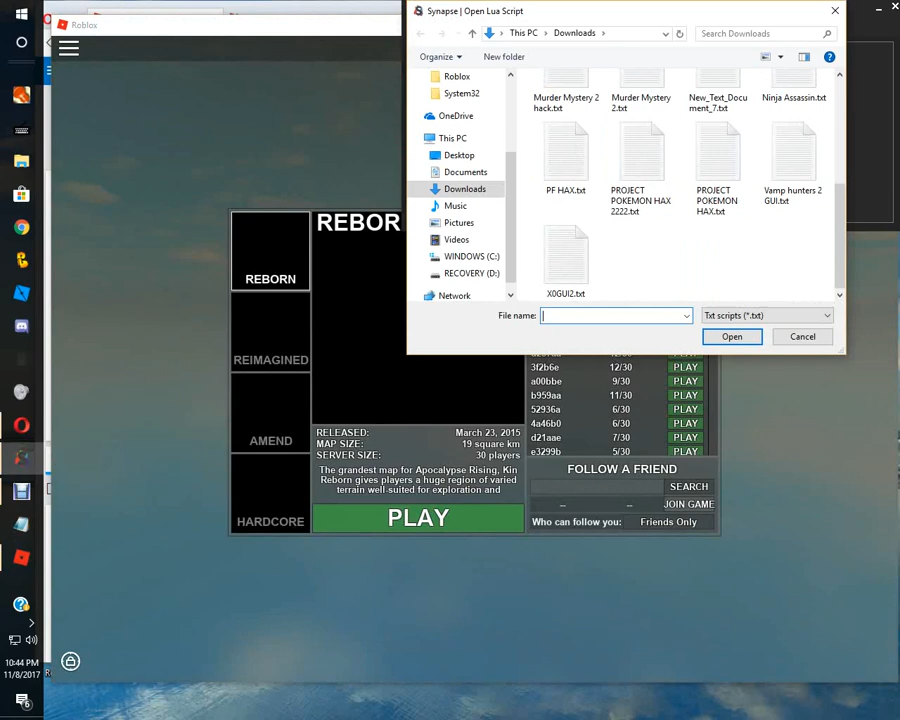 Synapse | Open Lua Script
This PC
Downloads
Search Downloads
Organize
New folder
Roblox
System32
OneDrive
This PC
Desktop
Documents
Downloads
Music
Pictures
Videos
WINDOWS (C:)
RECOVERY (D:)
Network
Murder Mystery 2 hack.txt
Murder Mystery 2.txt
New_Text_Document_7.txt
Ninja Assassin.txt
PF HAX.txt
PROJECT POKEMON HAX 2222.txt
PROJECT POKEMON HAX.txt
Vamp hunters 2 GUI.txt
X0GUI2.txt
File name:
Txt scripts (*.txt)
Open
Cancel
Roblox
REBORN
REIMAGINED
AMEND
HARDCORE
REBOR
RELEASED: March 23, 2015
MAP SIZE: 19 square km
SERVER SIZE: 30 players
The grandest map for Apocalypse Rising, Kin
Reborn gives players a huge region of varied
terrain well-suited for exploration and
PLAY
3f2b6e 12/30 PLAY
a00bbe 9/30 PLAY
b959aa 11/30 PLAY
52936a 6/30 PLAY
4a46b0 6/30 PLAY
d21aae 7/30 PLAY
e3299b 5/30 PLAY
FOLLOW A FRIEND
SEARCH
-- -- JOIN GAME
Who can follow you: Friends Only
10:44 PM
11/8/2017